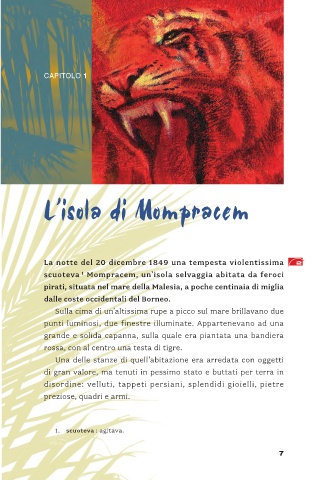 CAPITOLO 1
L'isola di Mompracem
La notte del 20 dicembre 1849 una tempesta violentissima
scuoteva¹ Mompracem, un'isola selvaggia abitata da feroci
pirati, situata nel mare della Malesia, a poche centinaia di miglia
dalle coste occidentali del Borneo.
Sulla cima di un'altissima rupe a picco sul mare brillavano due
punti luminosi, due finestre illuminate. Appartenevano ad una
grande e solida capanna, sulla quale era piantata una bandiera
rossa, con al centro una testa di tigre.
Una delle stanze di quell'abitazione era arredata con oggetti
di gran valore, ma tenuti in pessimo stato e buttati per terra in
disordine: velluti, tappeti persiani, splendidi gioielli, pietre
preziose, quadri e armi.
1. scuoteva: agitava.
7